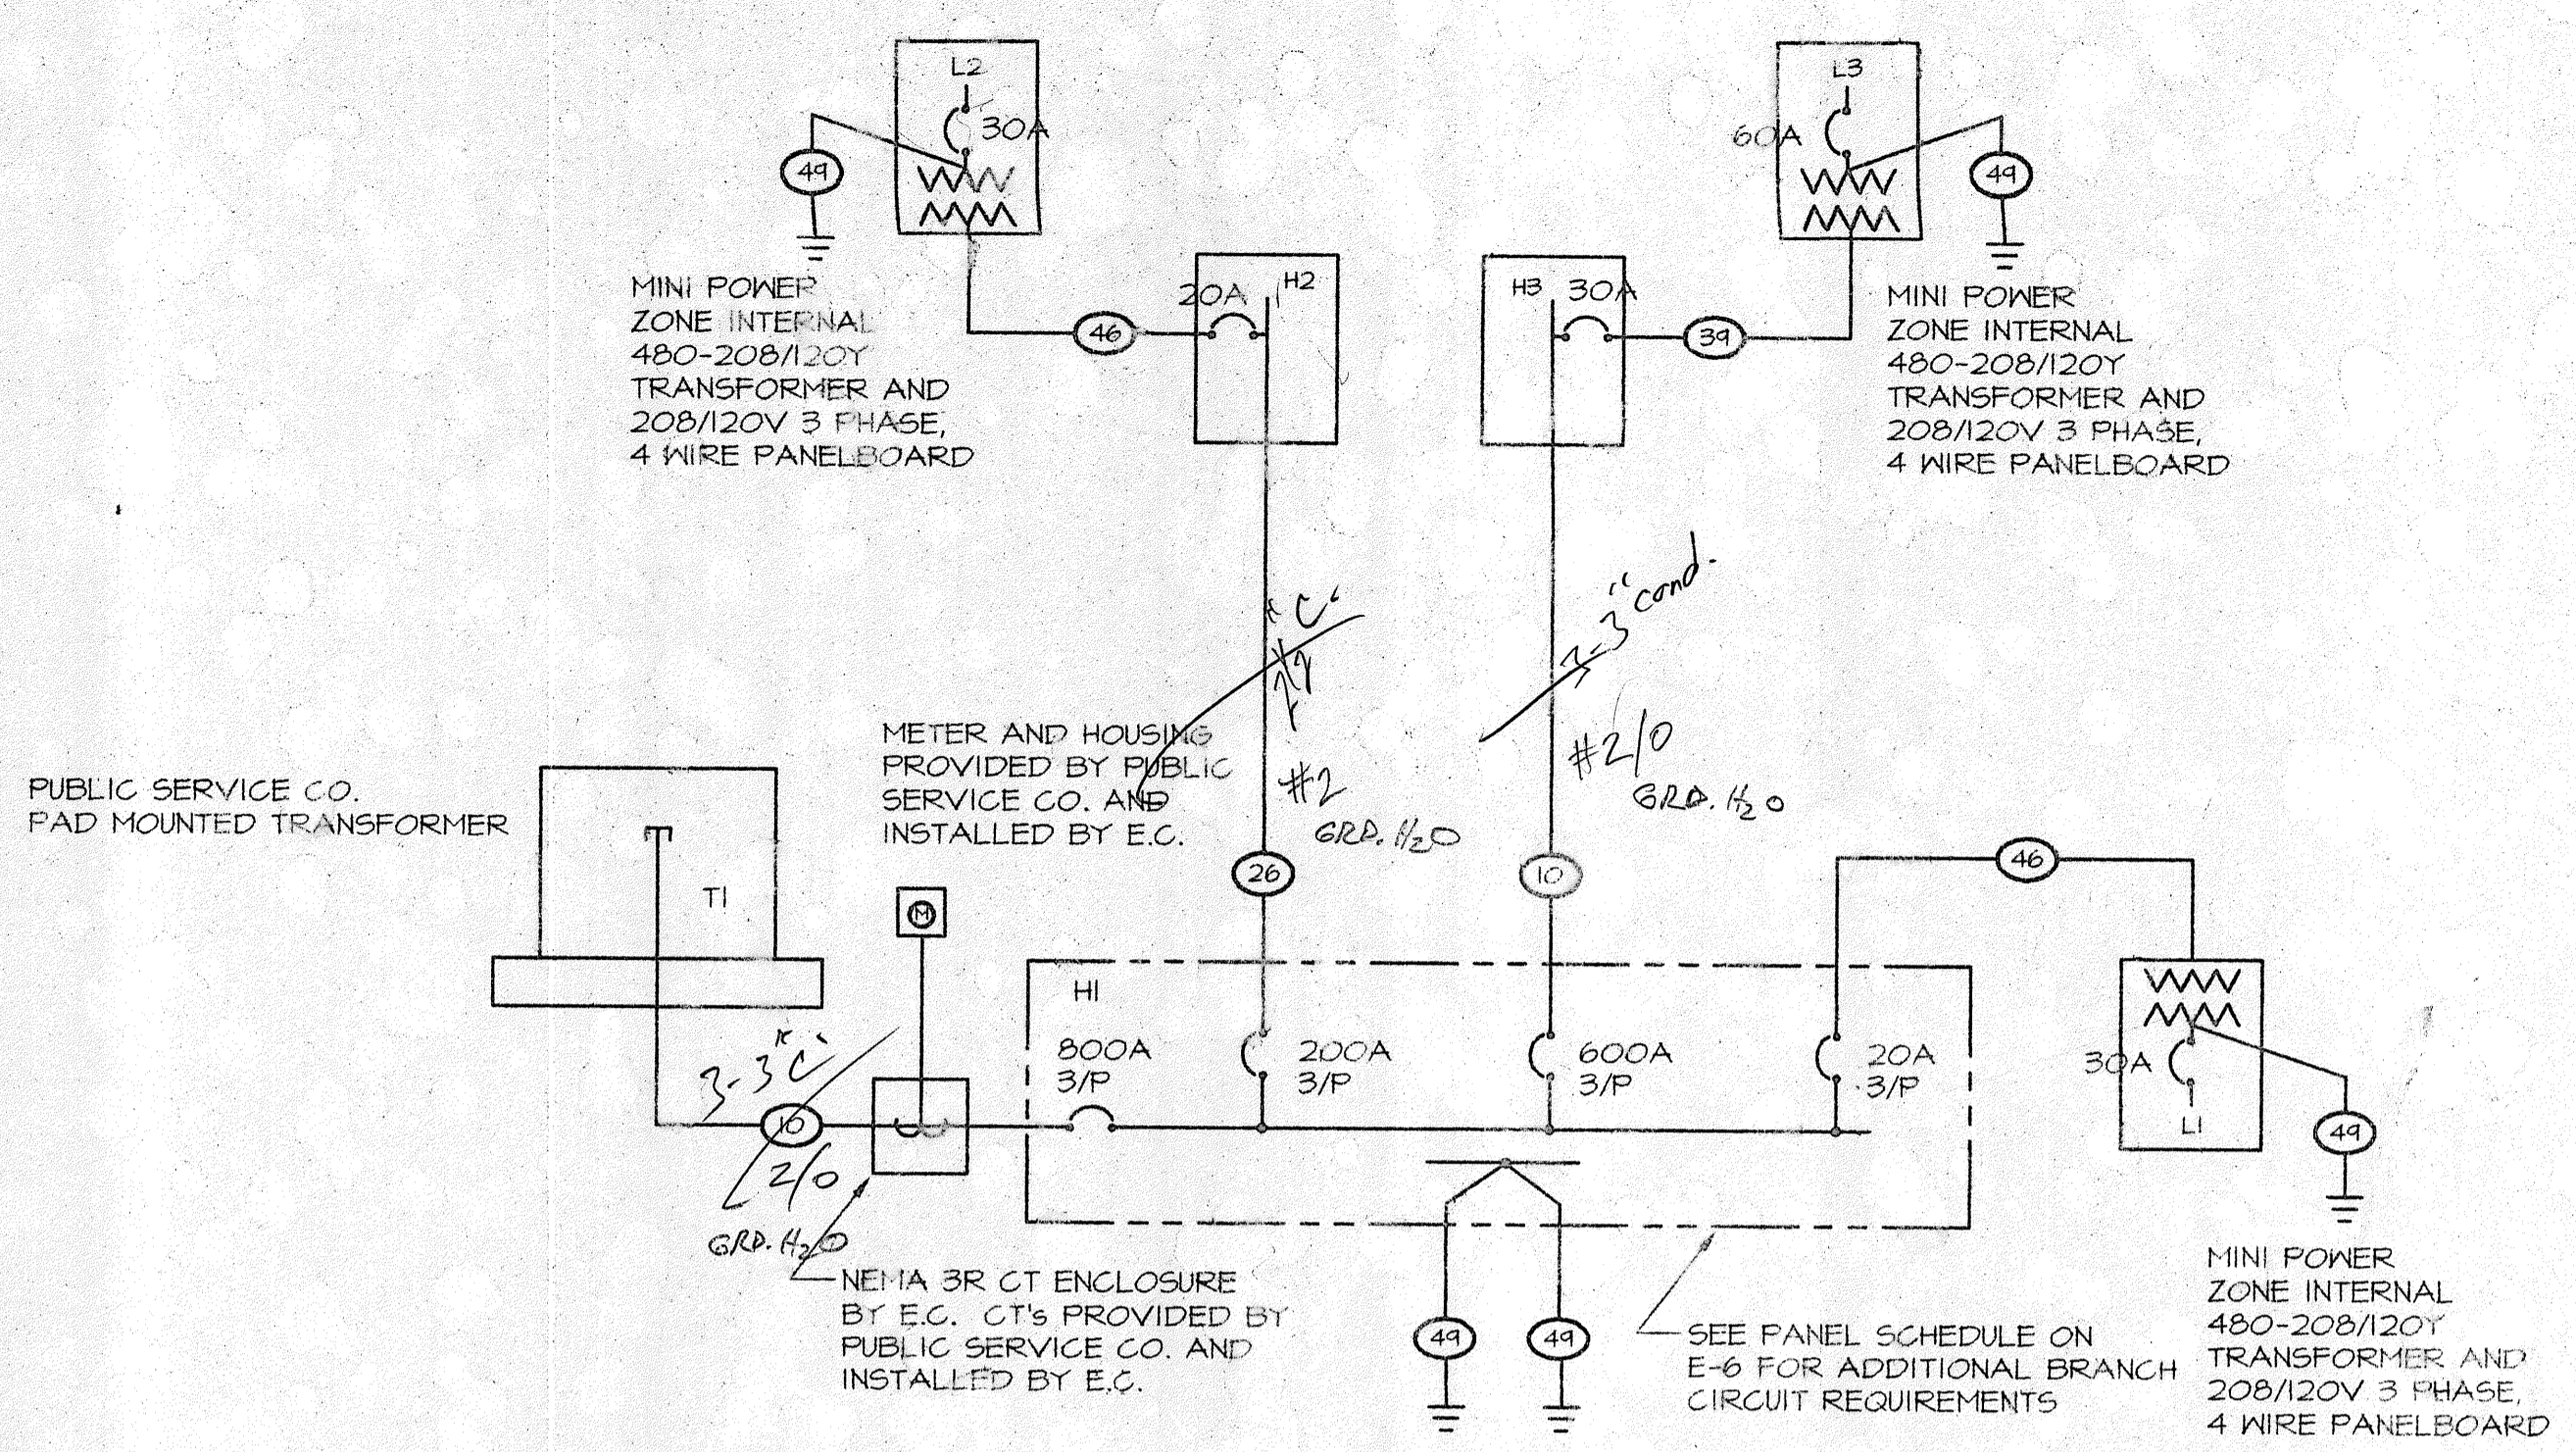 L2
30A
49
L3
60A
49
MINI POWER
ZONE INTERNAL
480-208/120Y
TRANSFORMER AND
208/120V 3 PHASE,
4 WIRE PANELBOARD
46
20A
H2
H3
30A
39
MINI POWER
ZONE INTERNAL
480-208/120Y
TRANSFORMER AND
208/120V 3 PHASE,
4 WIRE PANELBOARD
"C"
3-3" cond.
#2
GRD. H2O
#2/0
GRD. H2O
METER AND HOUSING
PROVIDED BY PUBLIC
SERVICE CO. AND
INSTALLED BY E.C.
PUBLIC SERVICE CO.
PAD MOUNTED TRANSFORMER
T1
M
26
10
46
H1
800A
3/P
200A
3/P
600A
3/P
20A
3/P
30A
L1
49
3-3"C"
10
2/0
GRD. H2O
NEMA 3R CT ENCLOSURE
BY E.C. CT's PROVIDED BY
PUBLIC SERVICE CO. AND
INSTALLED BY E.C.
49
49
SEE PANEL SCHEDULE ON
E-6 FOR ADDITIONAL BRANCH
CIRCUIT REQUIREMENTS
MINI POWER
ZONE INTERNAL
480-208/120Y
TRANSFORMER AND
208/120V 3 PHASE,
4 WIRE PANELBOARD